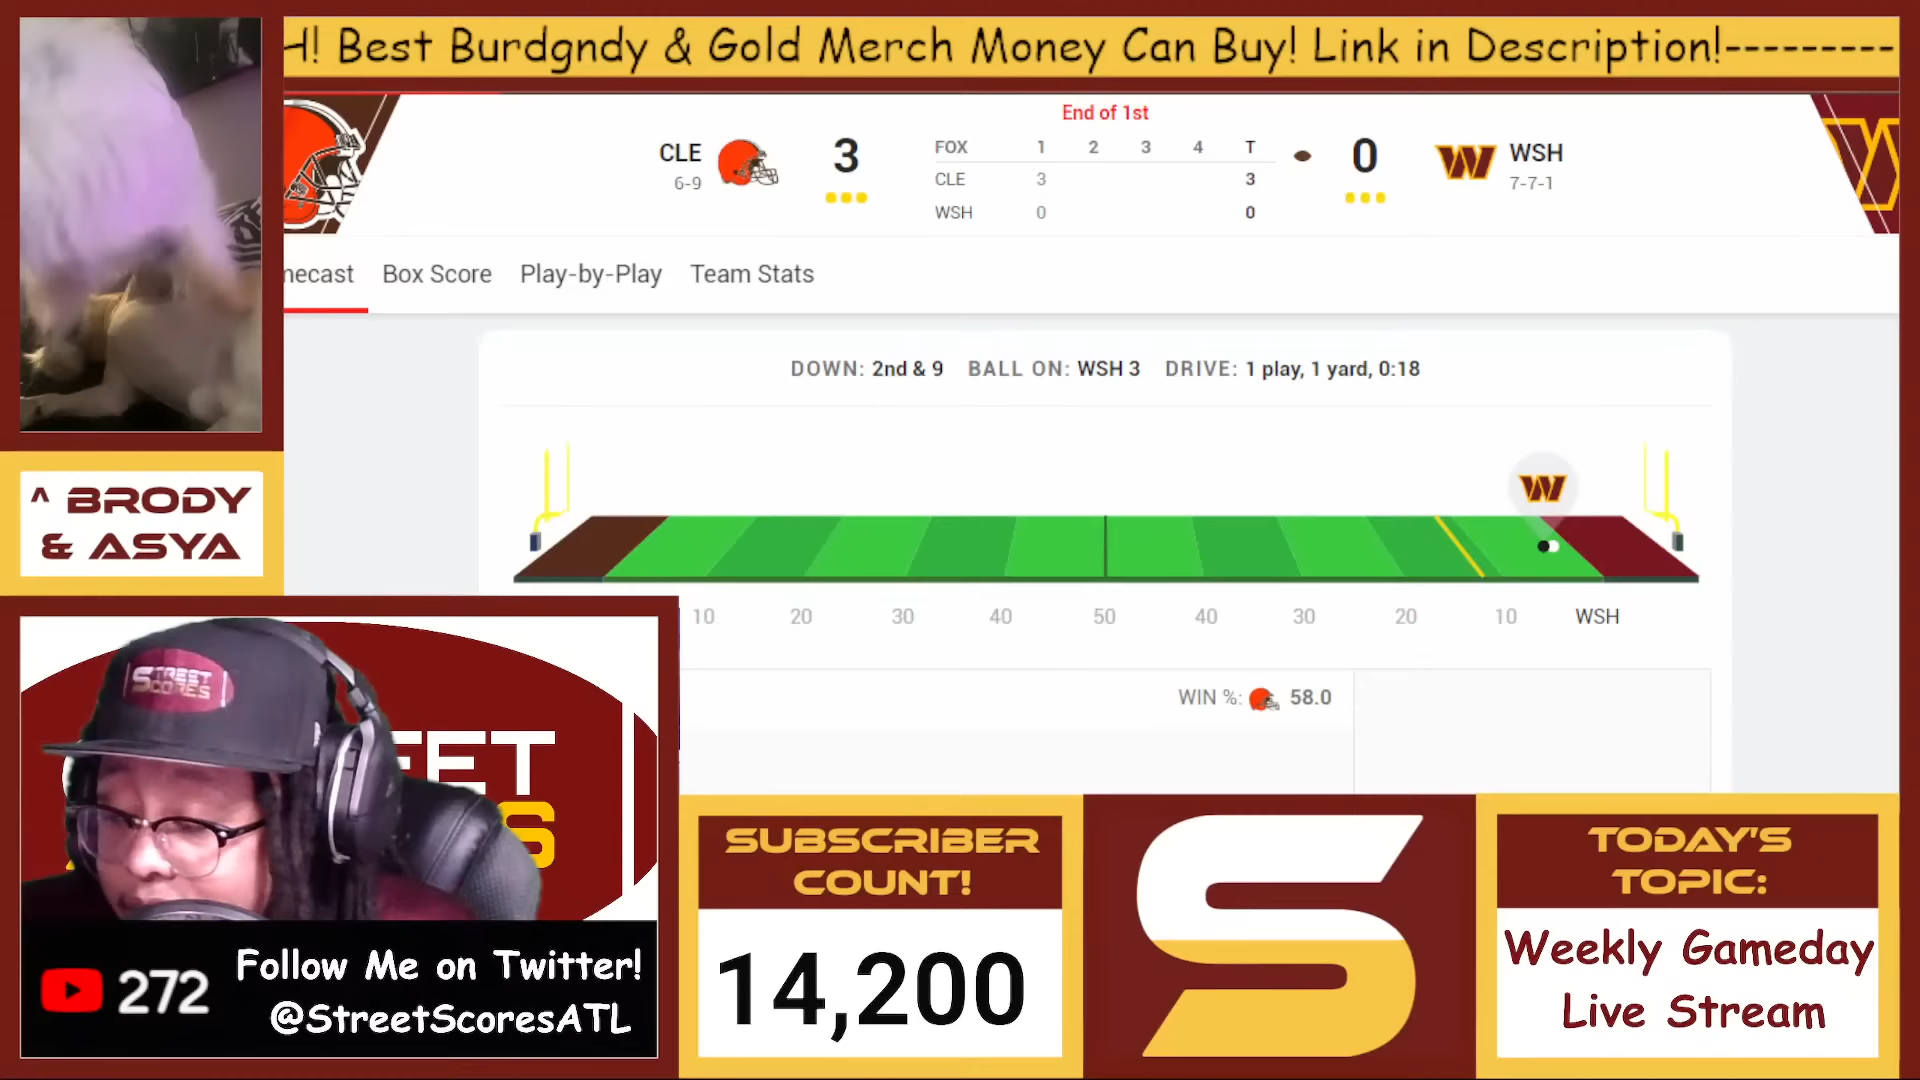 H! Best Burdgndy & Gold Merch Money Can Buy! Link in Description!---------
End of 1st
CLE
6-9
3
FOX 1 2 3 4 T
CLE 3 3
WSH 0 0
0
WSH
7-7-1
necast Box Score Play-by-Play Team Stats
DOWN: 2nd & 9 BALL ON: WSH 3 DRIVE: 1 play, 1 yard, 0:18
10 20 30 40 50 40 30 20 10 WSH
WIN %: 58.0
^ BRODY
& ASYA
STREET
SCORES
EET
S
272
Follow Me on Twitter!
@StreetScoresATL
SUBSCRIBER
COUNT!
14,200
S
TODAY'S
TOPIC:
Weekly Gameday
Live Stream